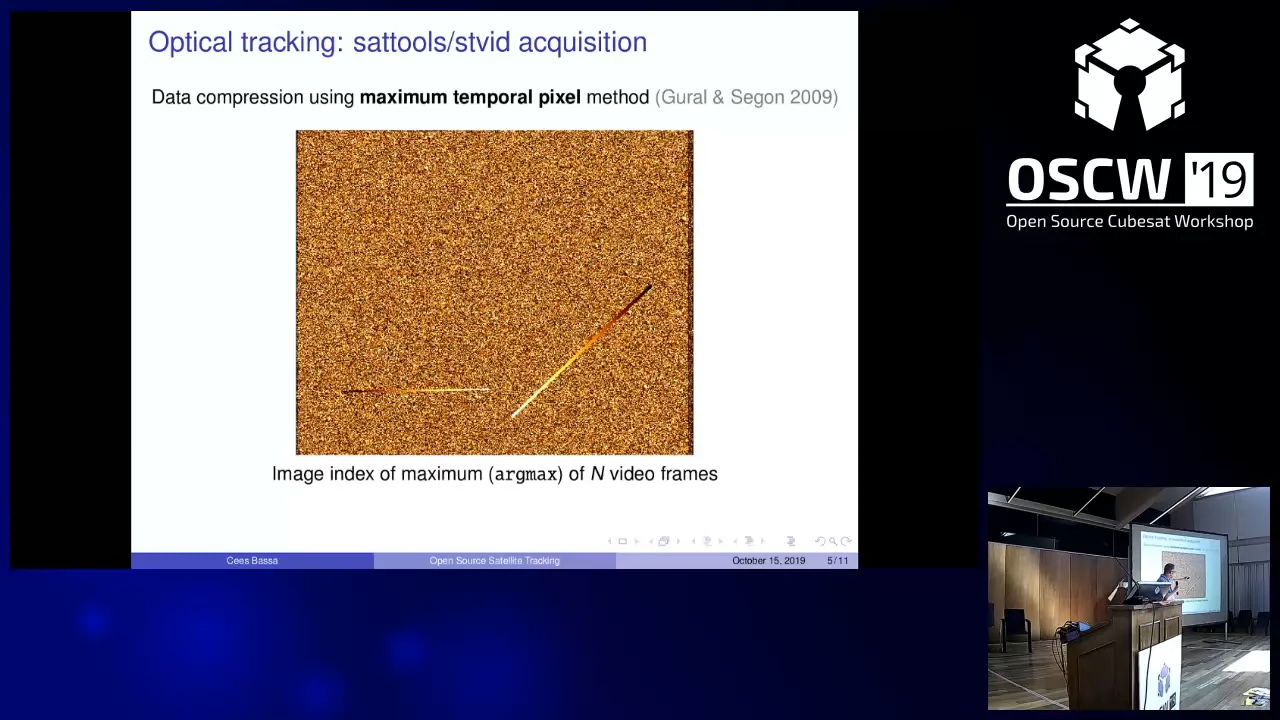 Optical tracking: sattools/stvid acquisition
Data compression using maximum temporal pixel method (Gural & Segon 2009)
Image index of maximum (argmax) of N video frames
Cees Bassa
Open Source Satellite Tracking
October 15, 2019
5/11
OSCW '19
Open Source Cubesat Workshop
OSCW